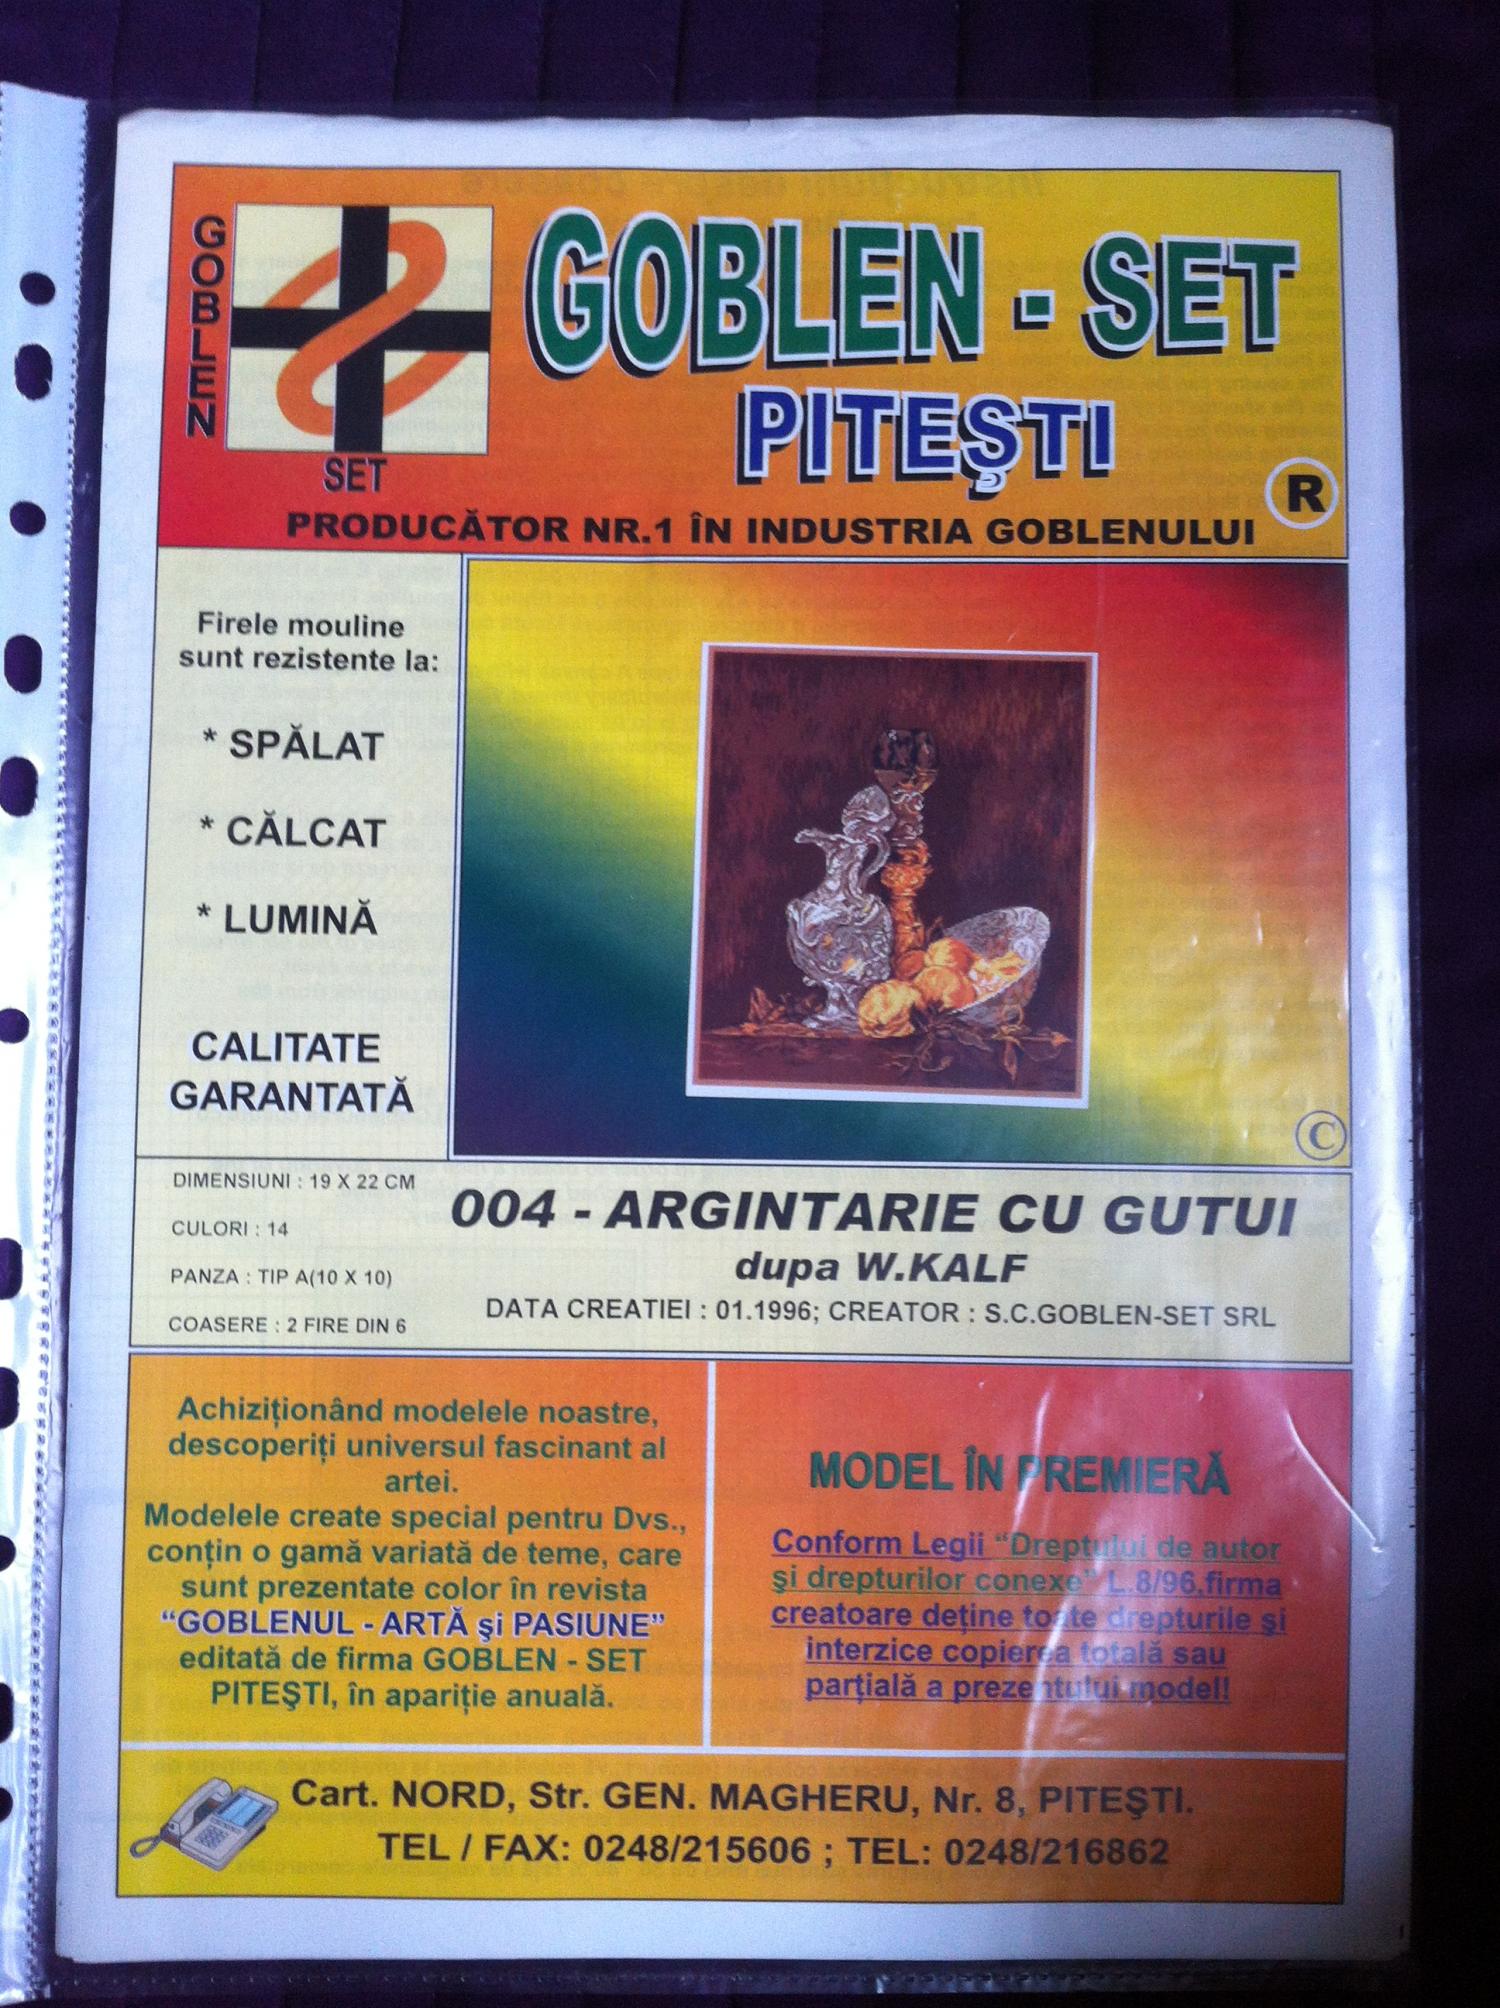 GOBLEN
SET
GOBLEN - SET
PITEŞTI
R
PRODUCĂTOR NR.1 ÎN INDUSTRIA GOBLENULUI
Firele mouline
sunt rezistente la:
* SPĂLAT
* CĂLCAT
* LUMINĂ
CALITATE
GARANTATĂ
©
DIMENSIUNI : 19 X 22 CM
CULORI : 14
PANZA : TIP A(10 X 10)
COASERE : 2 FIRE DIN 6
004 - ARGINTARIE CU GUTUI
dupa W.KALF
DATA CREATIEI : 01.1996; CREATOR : S.C.GOBLEN-SET SRL
Achiziţionând modelele noastre,
descoperiţi universul fascinant al
artei.
Modelele create special pentru Dvs.,
conţin o gamă variată de teme, care
sunt prezentate color în revista
“GOBLENUL - ARTĂ şi PASIUNE”
editată de firma GOBLEN - SET
PITEŞTI, în apariţie anuală.
MODEL ÎN PREMIERĂ
Conform Legii “Dreptului de autor
şi drepturilor conexe” L.8/96,firma
creatoare deţine toate drepturile şi
interzice copierea totală sau
parţială a prezentului model!
Cart. NORD, Str. GEN. MAGHERU, Nr. 8, PITEŞTI.
TEL / FAX: 0248/215606 ; TEL: 0248/216862